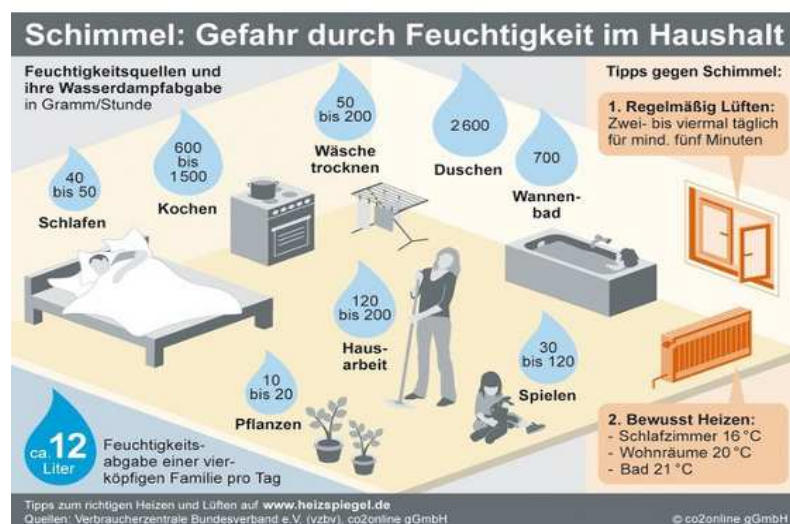 Schimmel: Gefahr durch Feuchtigkeit im Haushalt
Feuchtigkeitsquellen und
ihre Wasserdampfabgabe
in Gramm/Stunde
40
bis 50
Schlafen
600
bis
1500
Kochen
50
bis 200
Wäsche
trocknen
2600
Duschen
700
Wannen-
bad
120
bis 200
Haus-
arbeit
30
bis 120
Spielen
10
bis 20
Pflanzen
ca. 12
Liter
Feuchtigkeits-
abgabe einer vier-
köpfigen Familie pro Tag
Tipps gegen Schimmel:
1. Regelmäßig Lüften:
Zwei- bis viermal täglich
für mind. fünf Minuten
2. Bewusst Heizen:
- Schlafzimmer 16 °C
- Wohnräume 20 °C
- Bad 21 °C
Tipps zum richtigen Heizen und Lüften auf www.heizspiegel.de
Quellen: Verbraucherzentrale Bundesverband e.V. (vzbv), co2online gGmbH
© co2online gGmbH